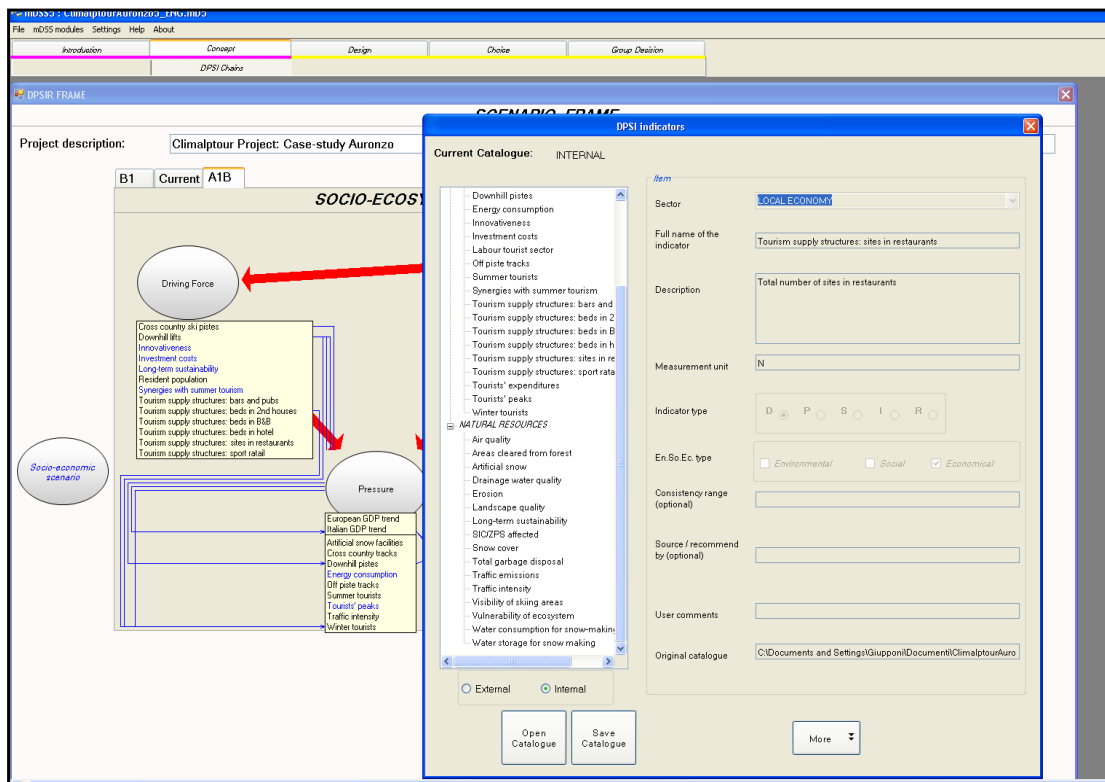 mDSS5 : ClimalptourAuronzo5_ENG.mD5
File mDSS modules Settings Help About
Introduction Concept Design Choice Group Decision
DPSI Chains
DPSIR FRAME
SCENARIO FRAME
Project description: Climalptour Project: Case-study Auronzo
B1 Current A1B
SOCIO-ECOSY
Driving Force
Cross country ski pistes
Downhill lifts
Innovativeness
Investment costs
Long-term sustainability
Resident population
Synergies with summer tourism
Tourism supply structures: bars and pubs
Tourism supply structures: beds in 2nd houses
Tourism supply structures: beds in B&B
Tourism supply structures: beds in hotel
Tourism supply structures: sites in restaurants
Tourism supply structures: sport ratail
Socio-economic
scenario
Pressure
European GDP trend
Italian GDP trend
Artificial snow facilities
Cross country tracks
Downhill pistes
Energy consumption
Off piste tracks
Summer tourists
Tourists' peaks
Traffic intensity
Winter tourists
DPSI indicators
Current Catalogue: INTERNAL
Downhill pistes
Energy consumption
Innovativeness
Investment costs
Labour tourist sector
Off piste tracks
Summer tourists
Synergies with summer tourism
Tourism supply structures: bars and
Tourism supply structures: beds in 2
Tourism supply structures: beds in B
Tourism supply structures: beds in h
Tourism supply structures: sites in re
Tourism supply structures: sport ratai
Tourists' expenditures
Tourists' peaks
Winter tourists
NATURAL RESOURCES
Air quality
Areas cleared from forest
Artificial snow
Drainage water quality
Erosion
Landscape quality
Long-term sustainability
SIC/ZPS affected
Snow cover
Total garbage disposal
Traffic emissions
Traffic intensity
Visibility of skiing areas
Vulnerability of ecosystem
Water consumption for snow-making
Water storage for snow making
External Internal
Open
Catalogue
Save
Catalogue
Item
Sector LOCAL ECONOMY
Full name of the
indicator
Tourism supply structures: sites in restaurants
Description
Total number of sites in restaurants
Measurement unit N
Indicator type D P S I R
En.So.Ec. type Environmental Social Economical
Consistency range
(optional)
Source / recommend
by (optional)
User comments
Original catalogue C:\Documents and Settings\Giupponi\Documenti\ClimalptourAuro
More